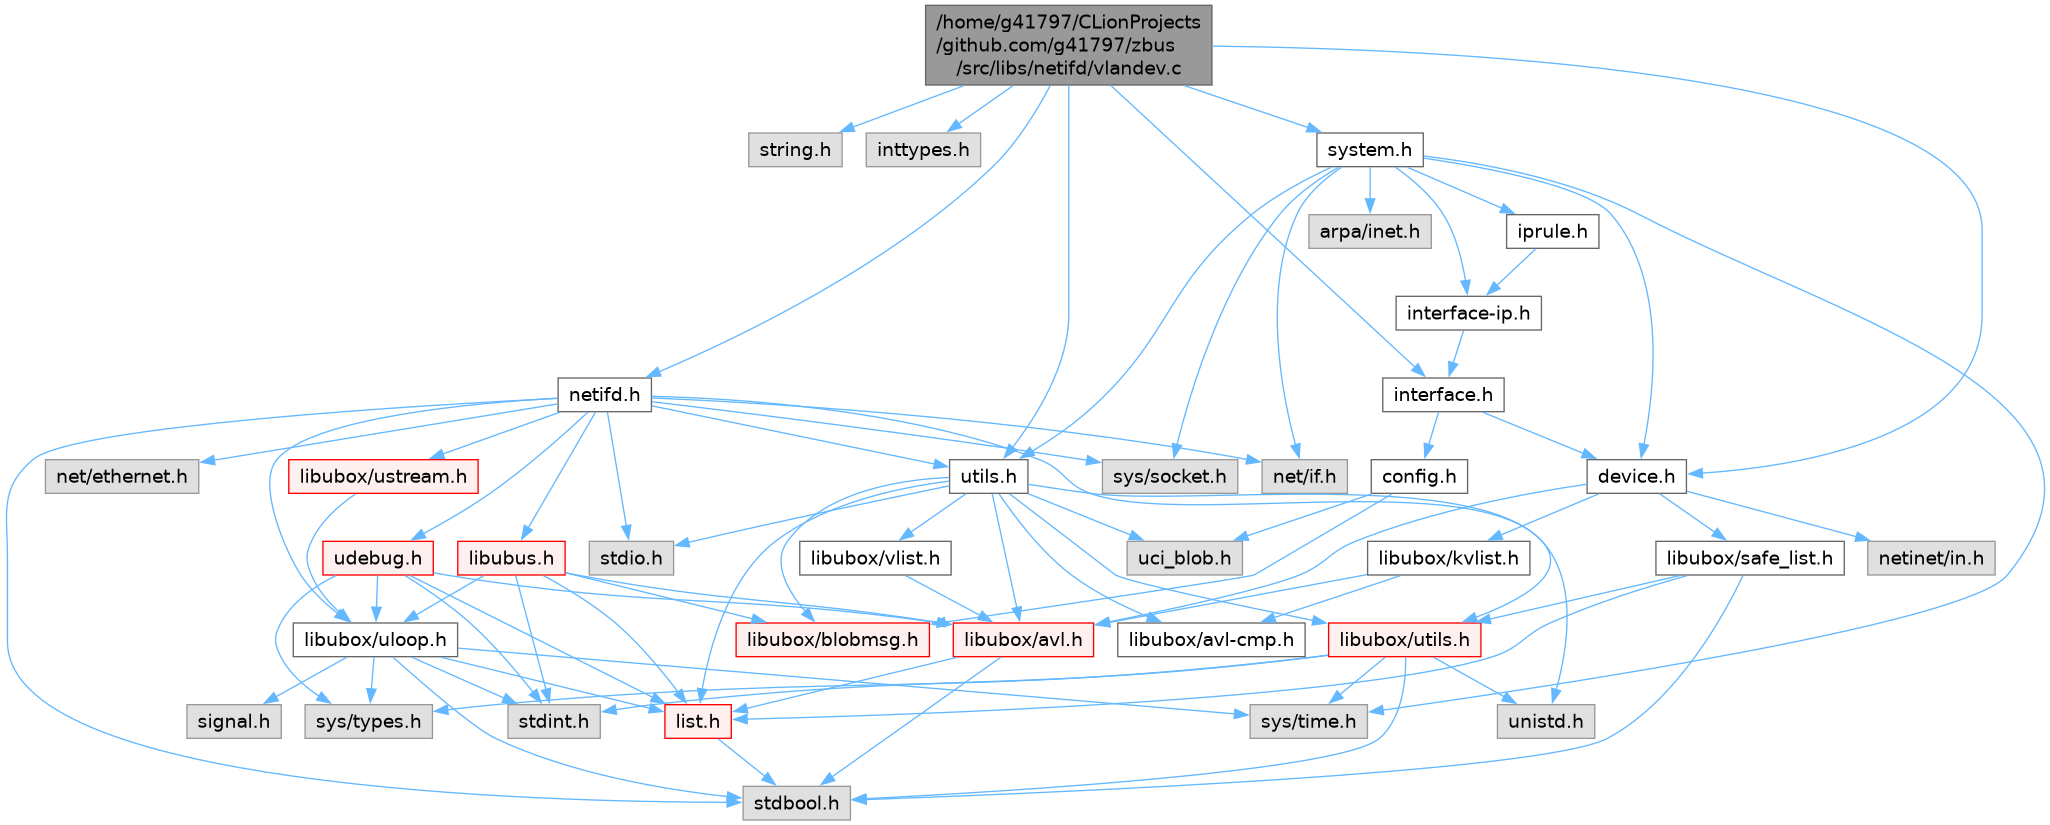 /home/g41797/CLionProjects
/github.com/g41797/zbus
/src/libs/netifd/vlandev.c
string.h
inttypes.h
system.h
arpa/inet.h
iprule.h
interface-ip.h
netifd.h
interface.h
net/ethernet.h
libubox/ustream.h
utils.h
sys/socket.h
net/if.h
config.h
device.h
udebug.h
libubus.h
stdio.h
libubox/vlist.h
uci_blob.h
libubox/kvlist.h
libubox/safe_list.h
netinet/in.h
libubox/uloop.h
libubox/blobmsg.h
libubox/avl.h
libubox/avl-cmp.h
libubox/utils.h
signal.h
sys/types.h
stdint.h
list.h
sys/time.h
unistd.h
stdbool.h